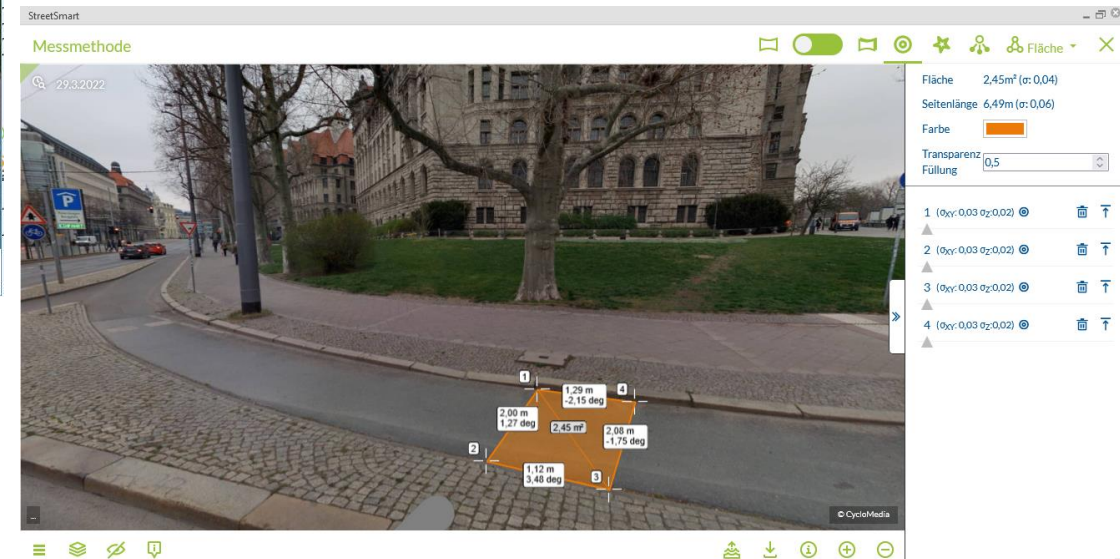 StreetSmart
Messmethode
Fläche
29.3.2022
Fläche 2,45m² (σ: 0,04)
Seitenlänge 6,49m (σ: 0,06)
Farbe
Transparenz
Füllung
0,5
P
1 (σXY: 0,03 σZ:0,02)
2 (σXY: 0,03 σZ:0,02)
3 (σXY: 0,03 σZ:0,02)
4 (σXY: 0,03 σZ:0,02)
1
1,29 m
-2,15 deg
4
2,00 m
1,27 deg
2,45 m²
2,08 m
-1,75 deg
2
1,12 m
3,48 deg
3
...
© CycloMedia